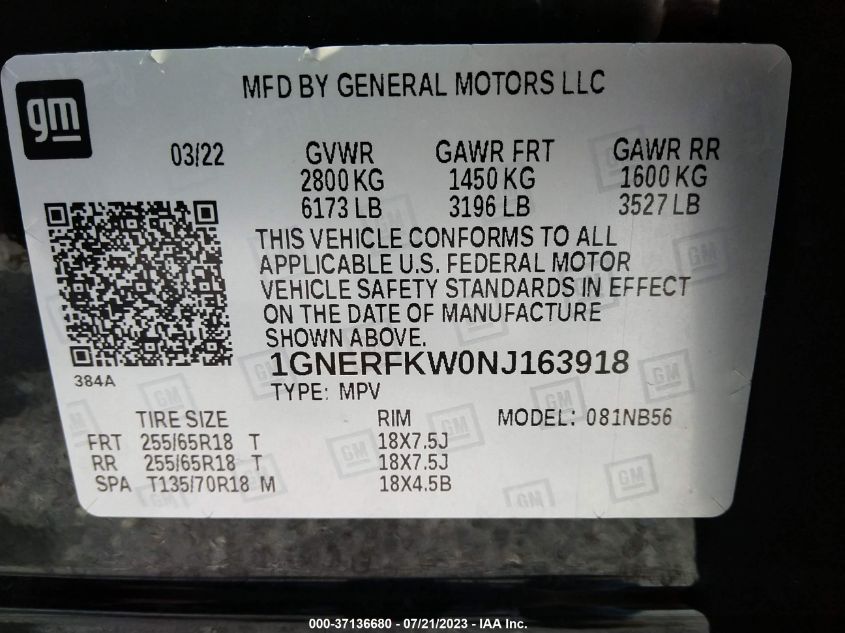 gm
MFD BY GENERAL MOTORS LLC
03/22 GVWR GAWR FRT GAWR RR
2800 KG 1450 KG 1600 KG
6173 LB 3196 LB 3527 LB
THIS VEHICLE CONFORMS TO ALL
APPLICABLE U.S. FEDERAL MOTOR
VEHICLE SAFETY STANDARDS IN EFFECT
ON THE DATE OF MANUFACTURE
SHOWN ABOVE.
384A
1GNERFKW0NJ163918
TYPE: MPV
TIRE SIZE RIM MODEL: 081NB56
FRT 255/65R18 T 18X7.5J
RR 255/65R18 T 18X7.5J
SPA T135/70R18 M 18X4.5B
000-37136680 - 07/21/2023 - IAA Inc.